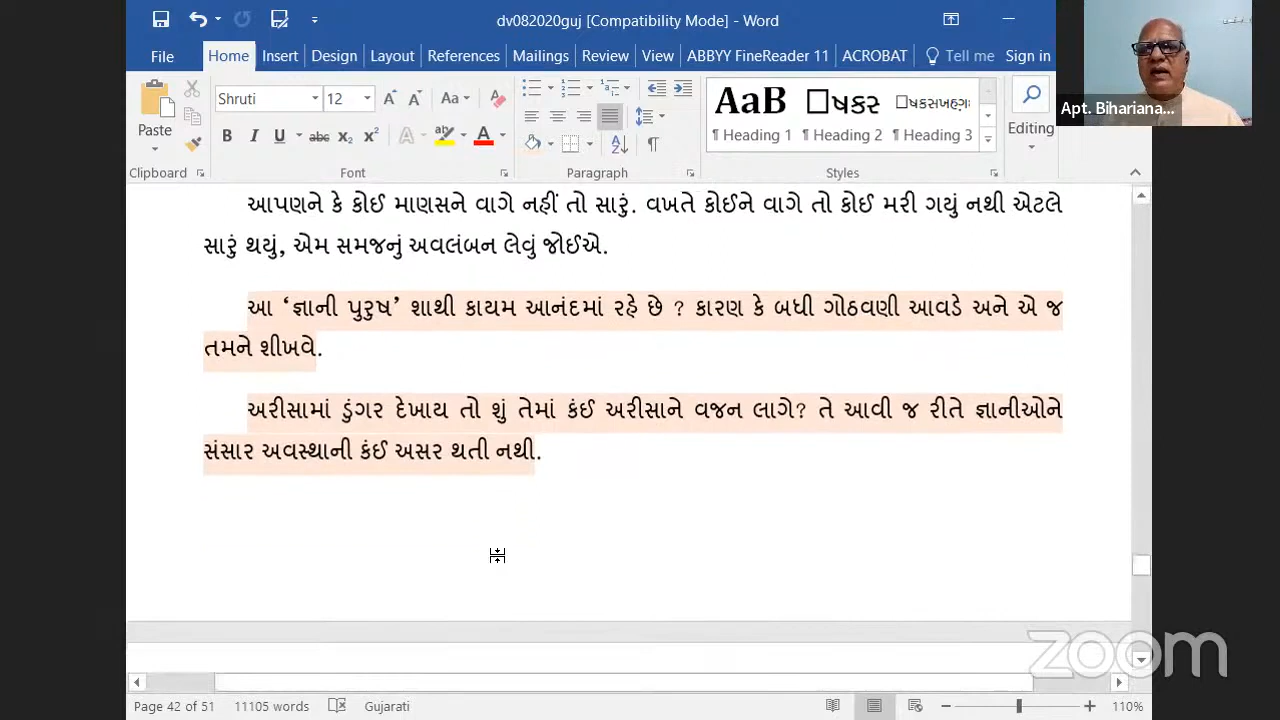 dv082020guj [Compatibility Mode] - Word
File Home Insert Design Layout References Mailings Review View ABBYY FineReader 11 ACROBAT Tell me Sign in
Apt. Bihariana...
Paste
Shruti 12
Aa
B I U abc X₂ X² A A
AaB
¶ Heading 1 ¶ Heading 2 ¶ Heading 3
Editing
Clipboard Font Paragraph Styles
આપણને કે કોઈ માણસને વાગે નહીં તો સારું. વખતે કોઈને વાગે તો કોઈ મરી ગયું નથી એટલે
સારું થયું, એમ સમજનું અવલંબન લેવું જોઈએ.
આ ‘જ્ઞાની પુરુષ’ શાથી કાયમ આનંદમાં રહે છે ? કારણ કે બધી ગોઠવણી આવડે અને એ જ
તમને શીખવે.
અરીસામાં ડુંગર દેખાય તો શું તેમાં કંઈ અરીસાને વજન લાગે? તે આવી જ રીતે જ્ઞાનીઓને
સંસાર અવસ્થાની કંઈ અસર થતી નથી.
zoom
Page 42 of 51 11105 words Gujarati 110%